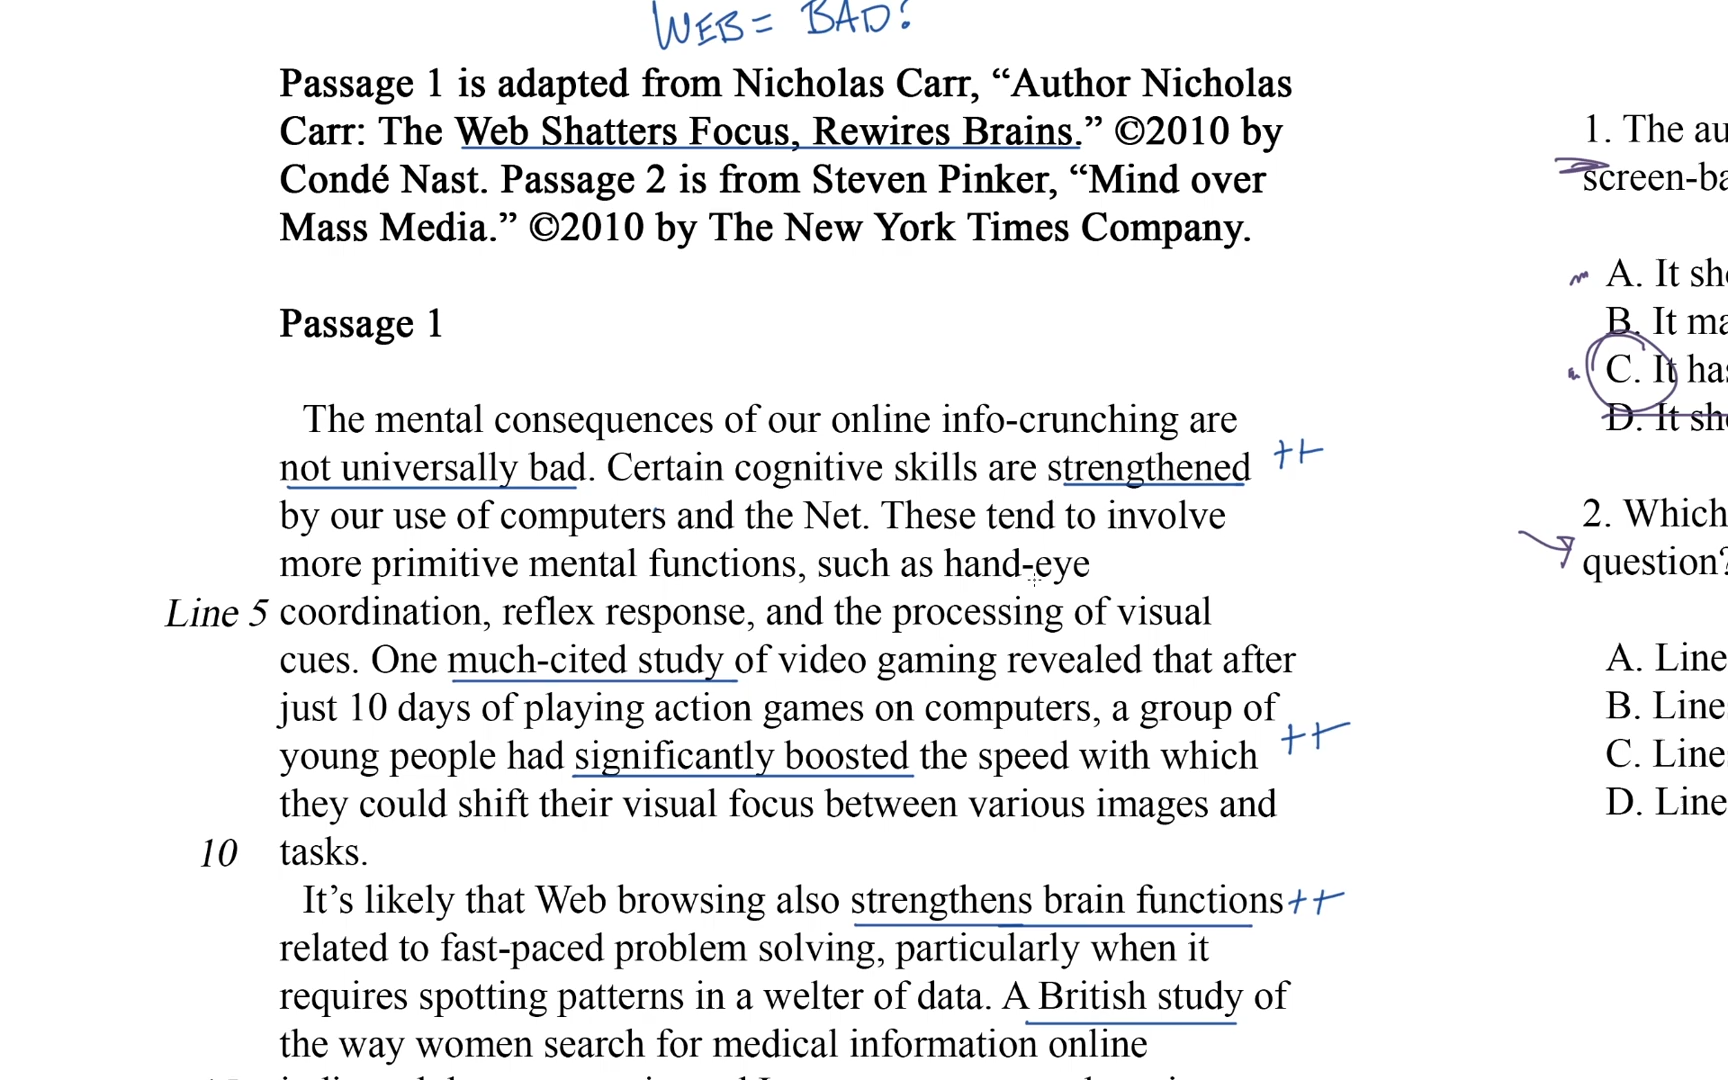 WEB = BAD?
Passage 1 is adapted from Nicholas Carr, “Author Nicholas
Carr: The Web Shatters Focus, Rewires Brains.” ©2010 by
Condé Nast. Passage 2 is from Steven Pinker, “Mind over
Mass Media.” ©2010 by The New York Times Company.
Passage 1
The mental consequences of our online info-crunching are
not universally bad. Certain cognitive skills are strengthened ++
by our use of computers and the Net. These tend to involve
more primitive mental functions, such as hand-eye
Line 5 coordination, reflex response, and the processing of visual
cues. One much-cited study of video gaming revealed that after
just 10 days of playing action games on computers, a group of
young people had significantly boosted the speed with which ++
they could shift their visual focus between various images and
10 tasks.
It’s likely that Web browsing also strengthens brain functions ++
related to fast-paced problem solving, particularly when it
requires spotting patterns in a welter of data. A British study of
the way women search for medical information online
1. The au
screen-ba
A. It sho
B. It ma
C. It has
D. It sho
2. Which
question?
A. Line
B. Line
C. Line
D. Line